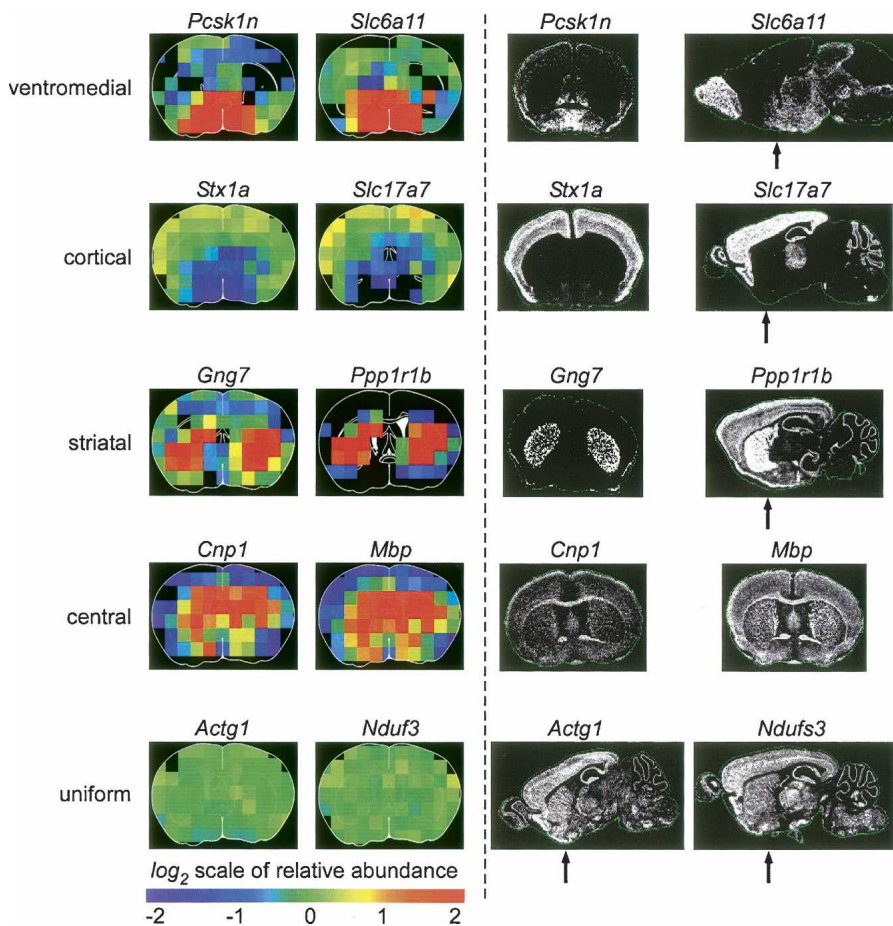 Pcsk1n Slc6a11 Pcsk1n Slc6a11
ventromedial
Stx1a Slc17a7 Stx1a Slc17a7
cortical
Gng7 Ppp1r1b Gng7 Ppp1r1b
striatal
Cnp1 Mbp Cnp1 Mbp
central
Actg1 Nduf3 Actg1 Ndufs3
uniform
log2 scale of relative abundance
-2 -1 0 1 2